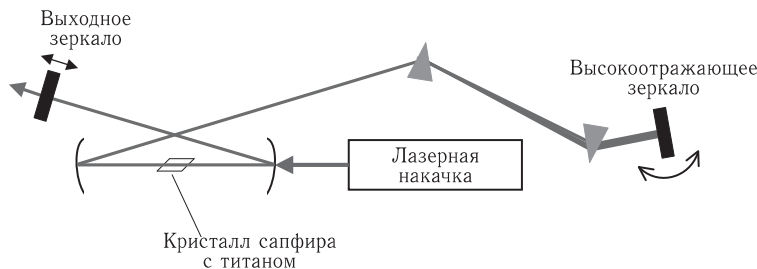 Выходное
зеркало
Высокоотражающее
зеркало
Лазерная
накачка
Кристалл сапфира
с титаном